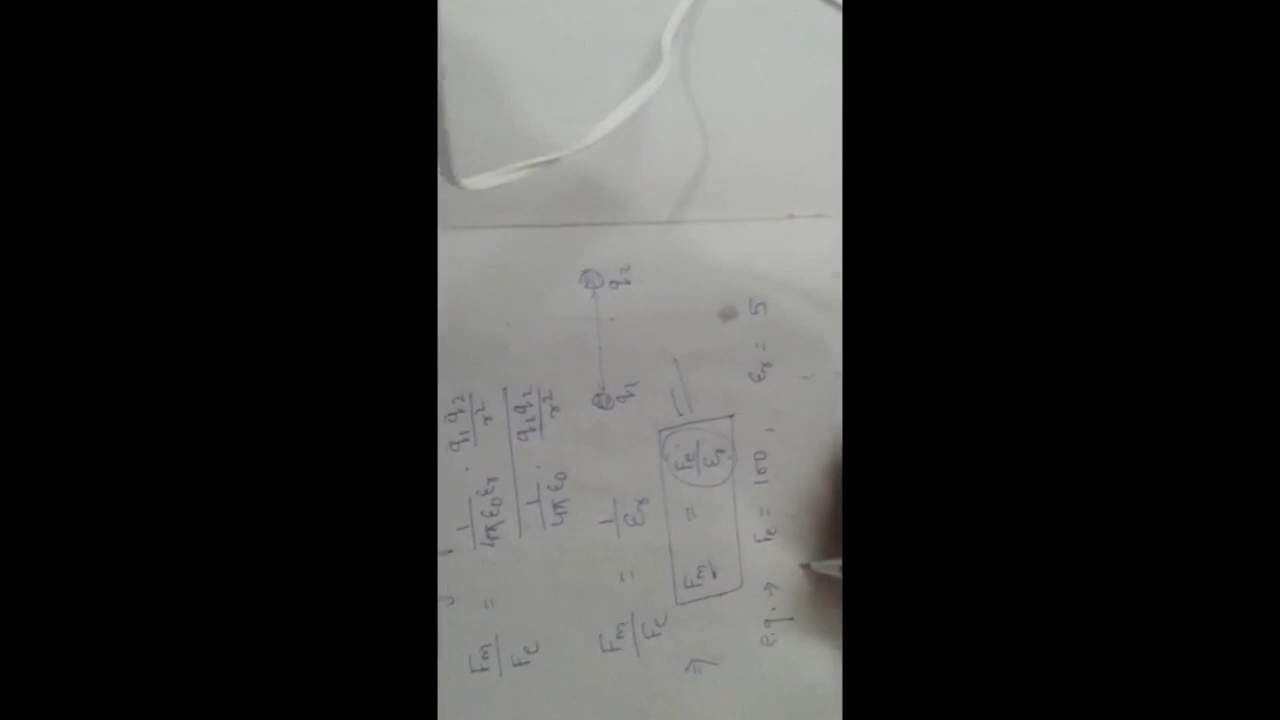 Fm/Fe = 1/4πε0εr · q1q2/r² / 1/4πε0 · q1q2/r²
q1 q2
Fm/Fe = 1/εr
⇒ Fm = Fe/εr
e.g. → Fe = 100, εr = 5